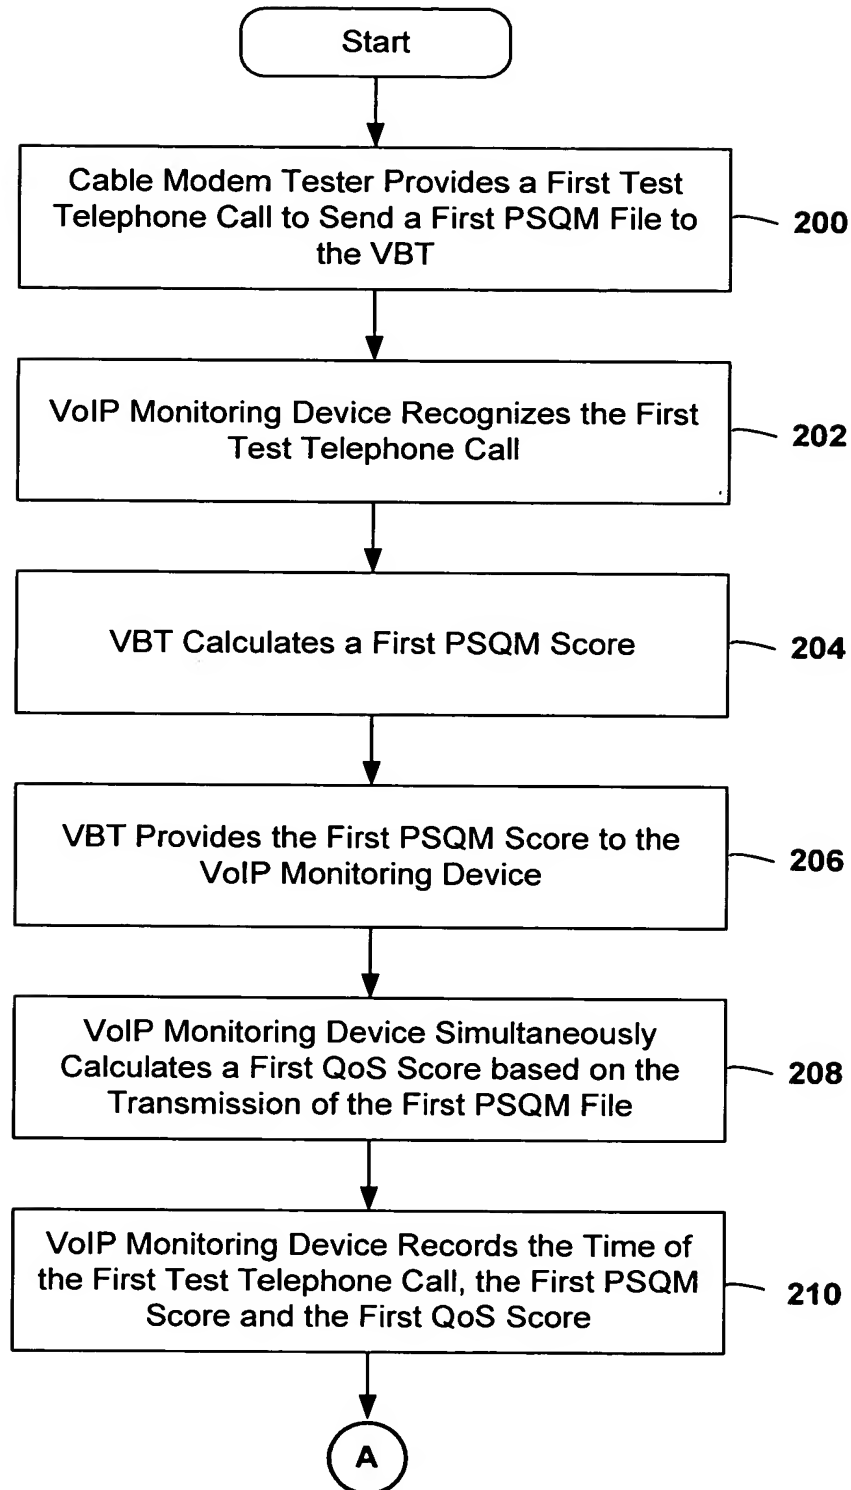 Start
Cable Modem Tester Provides a First Test
Telephone Call to Send a First PSQM File to
the VBT
200
VoIP Monitoring Device Recognizes the First
Test Telephone Call
202
VBT Calculates a First PSQM Score
204
VBT Provides the First PSQM Score to the
VoIP Monitoring Device
206
VoIP Monitoring Device Simultaneously
Calculates a First QoS Score based on the
Transmission of the First PSQM File
208
VoIP Monitoring Device Records the Time of
the First Test Telephone Call, the First PSQM
Score and the First QoS Score
210
A